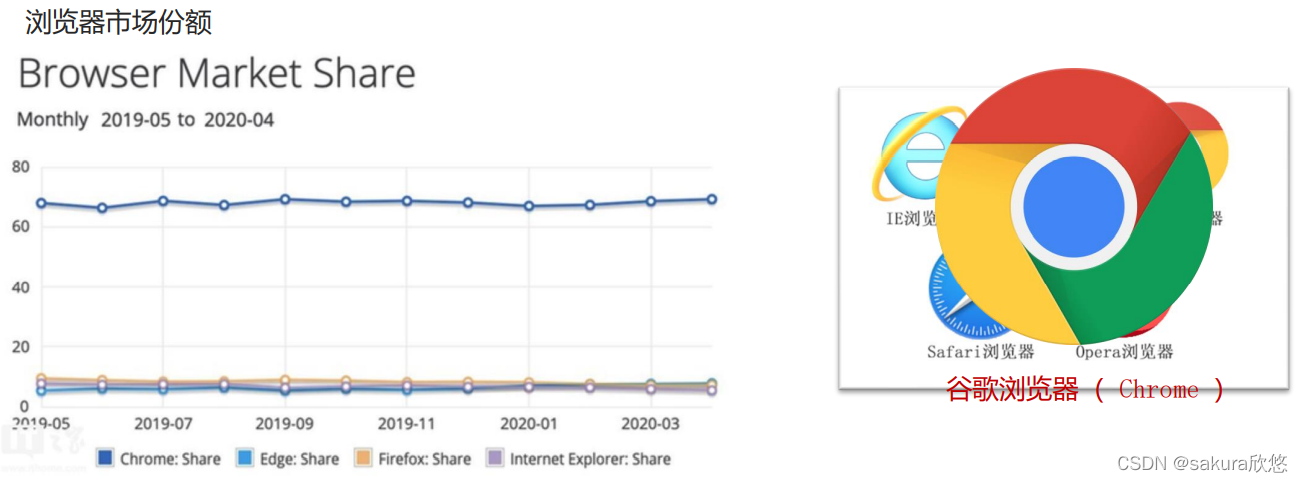 浏览器市场份额
Browser Market Share
Monthly 2019-05 to 2020-04
80
60
40
20
0
2019-05 2019-07 2019-09 2019-11 2020-01 2020-03
Chrome: Share Edge: Share Firefox: Share Internet Explorer: Share
IE浏览
器
Safari浏览器 Opera浏览器
谷歌浏览器 ( Chrome )
CSDN @sakura欣悠